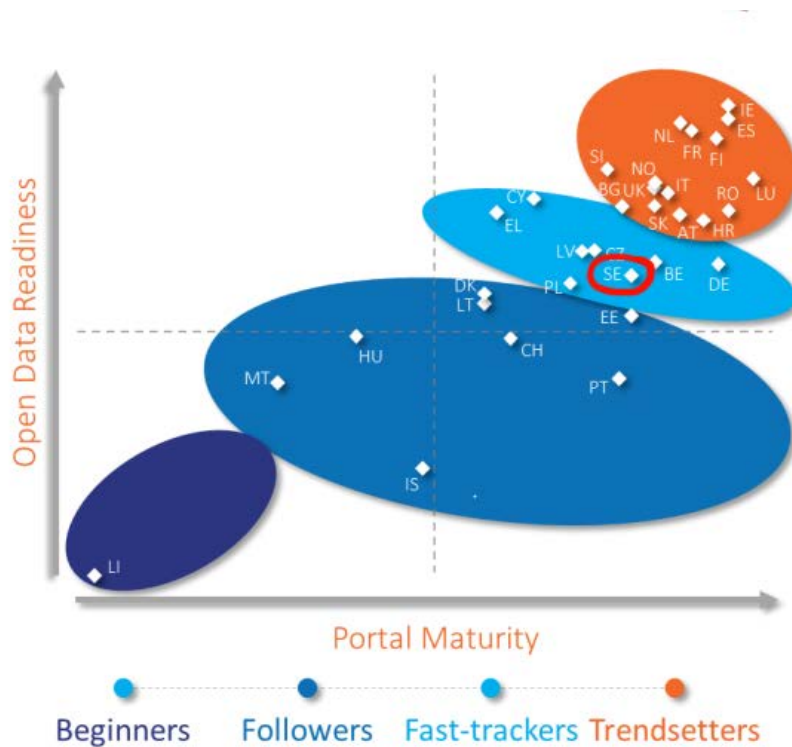 IE
ES
NL
FR
FI
SI
NO
LU
BG
UK
IT
RO
SK
AT
HR
CY
EL
LV
CZ
SE
BE
DE
PL
DK
LT
EE
HU
CH
MT
PT
IS
LI
Open Data Readiness
Portal Maturity
Beginners
Followers
Fast-trackers
Trendsetters